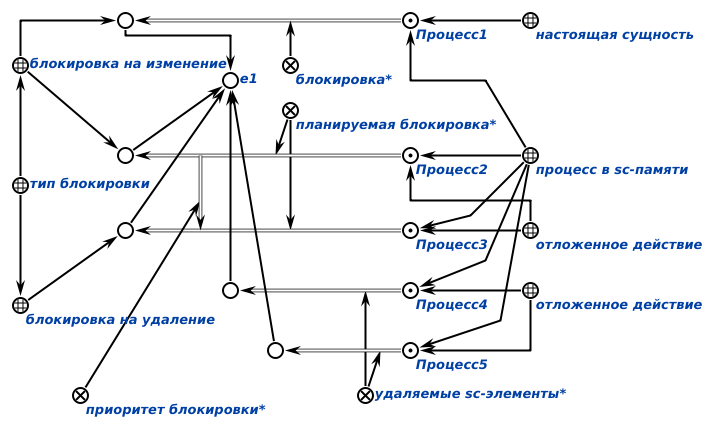 Процесс1
настоящая сущность
блокировка на изменение
e1
блокировка*
планируемая блокировка*
Процесс2
процесс в sc-памяти
тип блокировки
Процесс3
отложенное действие
Процесс4
отложенное действие
блокировка на удаление
Процесс5
удаляемые sc-элементы*
приоритет блокировки*